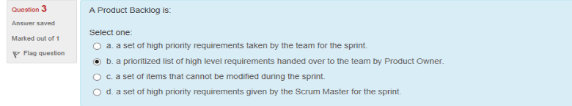 Question 3
Answer saved
Marked out of 1
Flag question
A Product Backlog is:
Select one:
a. a set of high priority requirements taken by the team for the sprint.
b. a prioritized list of high level requirements handed over to the team by Product Owner.
c. a set of items that cannot be modified during the sprint.
d. a set of high priority requirements given by the Scrum Master for the sprint.